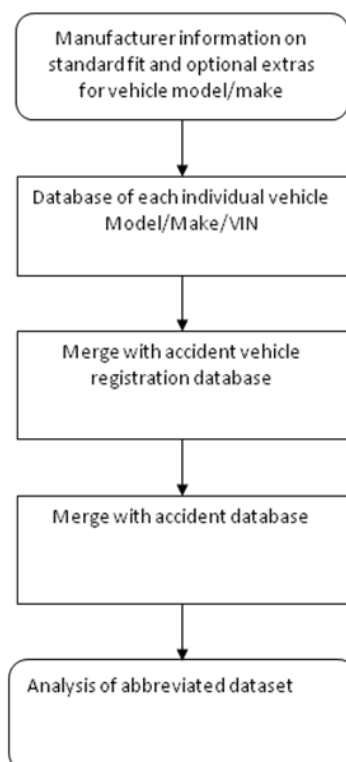 Manufacturer information on
standard fit and optional extras
for vehicle model/make
Database of each individual vehicle
Model/Make/VIN
Merge with accident vehicle
registration database
Merge with accident database
Analysis of abbreviated dataset